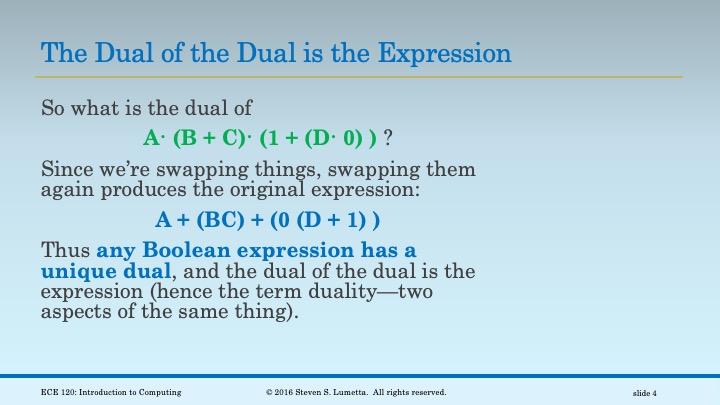 The Dual of the Dual is the Expression
So what is the dual of
A· (B + C)· (1 + (D· 0) ) ?
Since we’re swapping things, swapping them
again produces the original expression:
A + (BC) + (0 (D + 1) )
Thus any Boolean expression has a
unique dual, and the dual of the dual is the
expression (hence the term duality—two
aspects of the same thing).
ECE 120: Introduction to Computing
© 2016 Steven S. Lumetta. All rights reserved.
slide 4